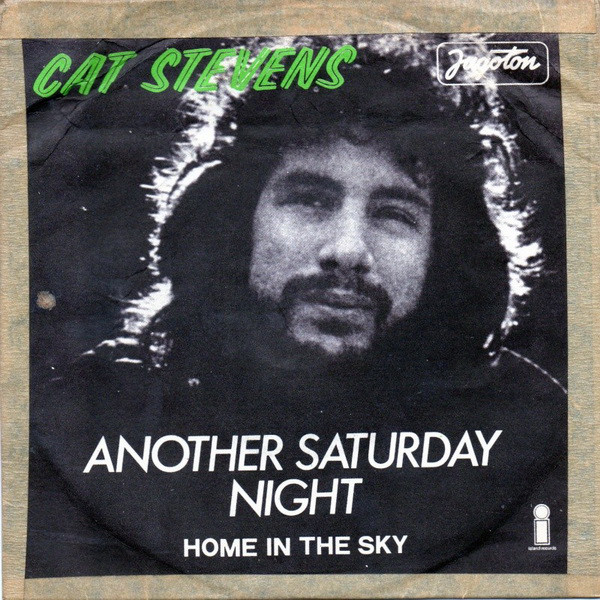 CAT STEVENS
Jugoton
ANOTHER SATURDAY
NIGHT
HOME IN THE SKY
island records